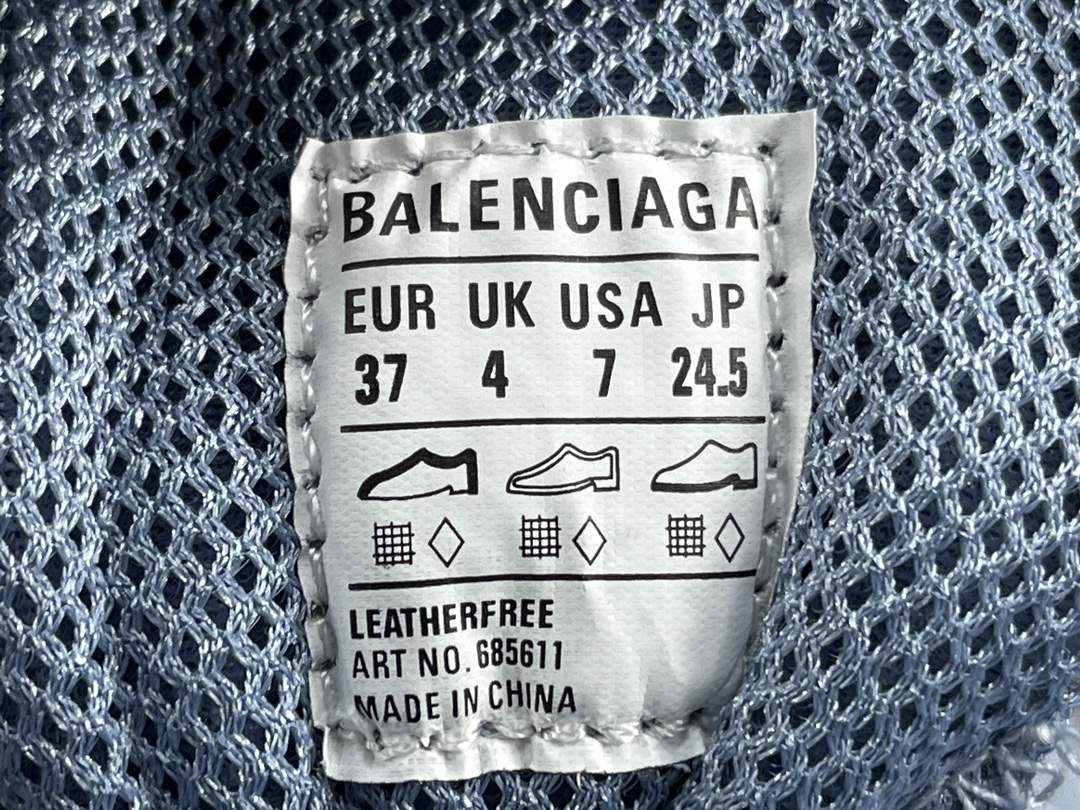 BALENCIAGA
EUR UK USA JP
37 4 7 24.5
LEATHERFREE
ART NO. 685611
MADE IN CHINA